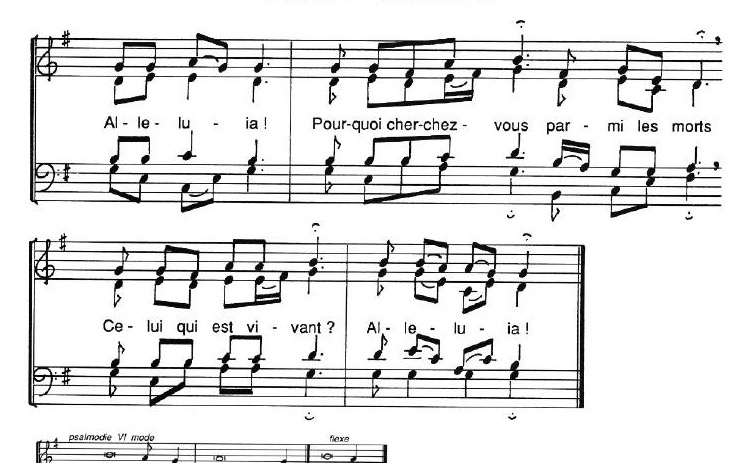 Al - le - lu - ia ! Pour-quoi cher-chez - vous par - mi les morts
Ce - lui qui est vi - vant ? Al - le - lu - ia !
psalmodie VI mode flexe